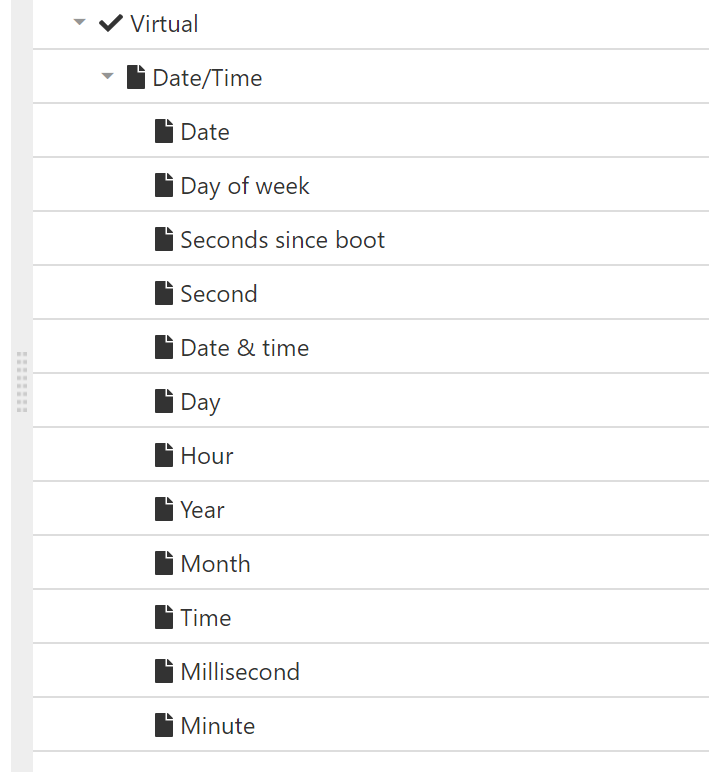 Virtual
Date/Time
Date
Day of week
Seconds since boot
Second
Date & time
Day
Hour
Year
Month
Time
Millisecond
Minute